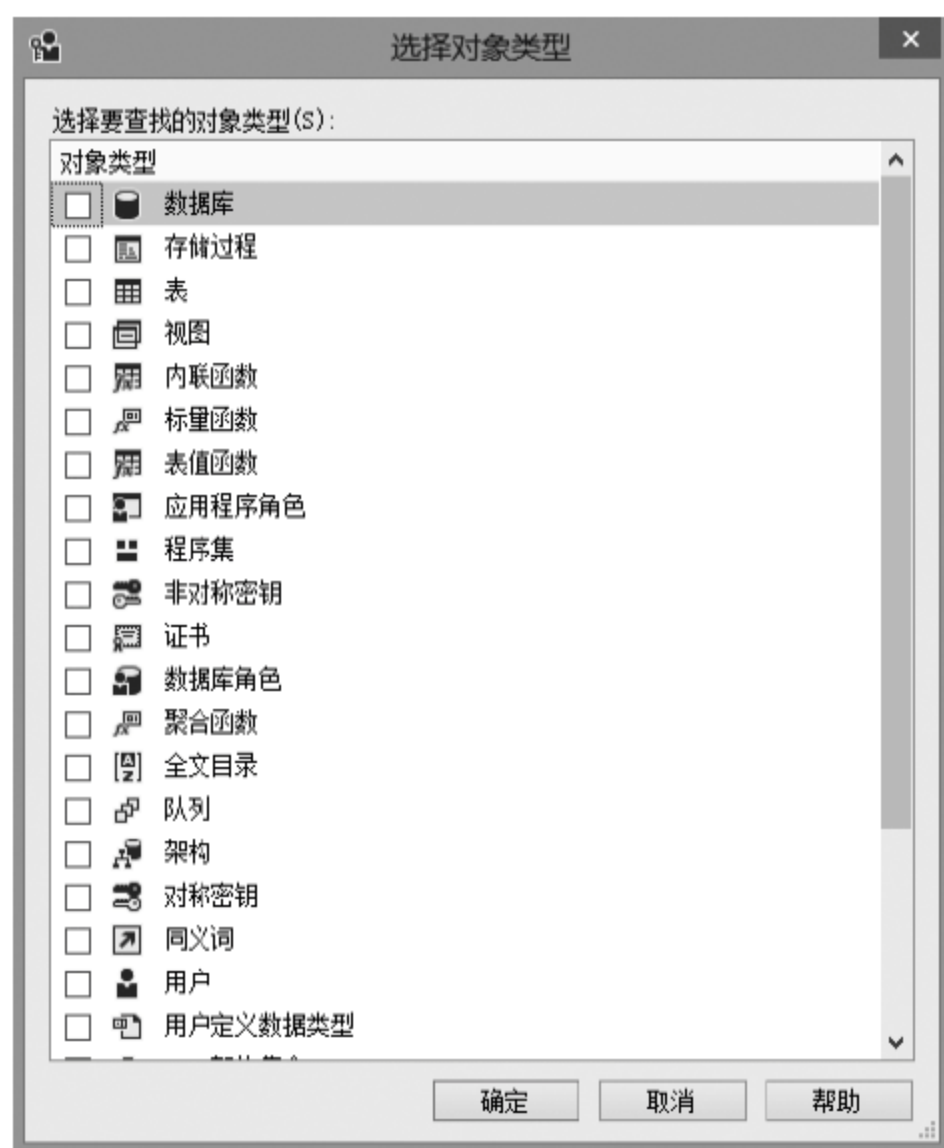 选择对象类型
选择要查找的对象类型(S):
对象类型
数据库
存储过程
表
视图
内联函数
标量函数
表值函数
应用程序角色
程序集
非对称密钥
证书
数据库角色
聚合函数
全文目录
队列
架构
对称密钥
同义词
用户
用户定义数据类型
确定 取消 帮助